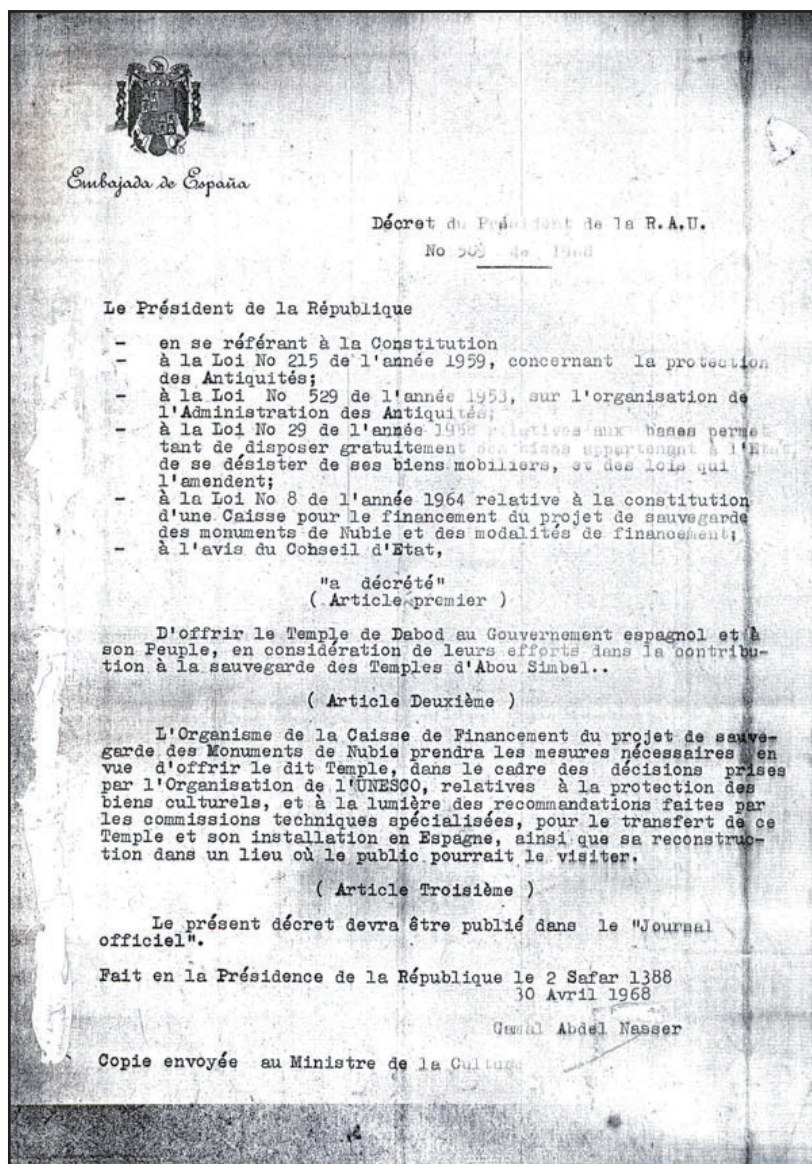 Embajada de España
Décret du Président de la R.A.U.
No 509 de 1968
Le Président de la République
- en se référant à la Constitution
- à la Loi No 215 de l'année 1959, concernant la protection
des Antiquités;
- à la Loi No 529 de l'année 1953, sur l'organisation de
l'Administration des Antiquités;
- à la Loi No 29 de l'année 1958 relatives aux bases permet
tant de disposer gratuitement des biens appartenant à l'Etat,
de se désister de ses biens mobiliers, et des lois qui
l'amendent;
- à la Loi No 8 de l'année 1964 relative à la constitution
d'une Caisse pour le financement du projet de sauvegarde
des monuments de Nubie et des modalités de financement;
- à l'avis du Conseil d'Etat,
"a décrété"
( Article premier )
D'offrir le Temple de Dabod au Gouvernement espagnol et à
son Peuple, en considération de leurs efforts dans la contribu-
tion à la sauvegarde des Temples d'Abou Simbel..
( Article Deuxième )
L'Organisme de la Caisse de Financement du projet de sauve-
garde des Monuments de Nubie prendra les mesures nécessaires en
vue d'offrir le dit Temple, dans le cadre des décisions prises
par l'Organisation de l'UNESCO, relatives à la protection des
biens culturels, et à la lumière des recommandations faites par
les commissions techniques spécialisées, pour le transfert de ce
Temple et son installation en Espagne, ainsi que sa reconstruc-
tion dans un lieu où le public pourrait le visiter.
( Article Troisième )
Le présent décret devra être publié dans le "Journal
officiel".
Fait en la Présidence de la République le 2 Safar 1388
30 Avril 1968
Gamal Abdel Nasser
Copie envoyée au Ministre de la Culture